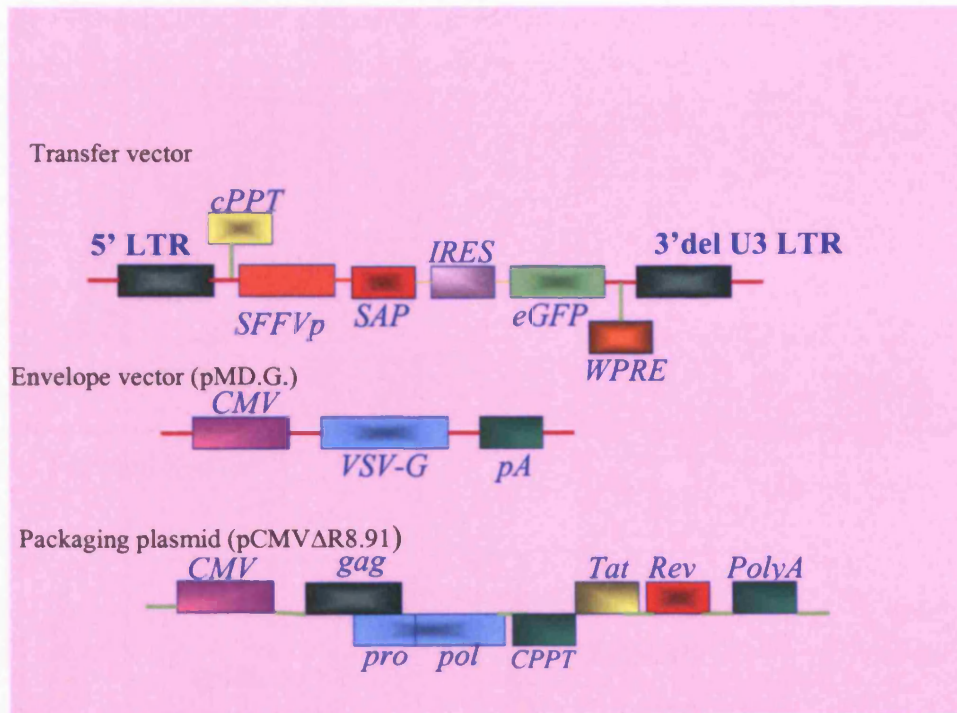 Transfer vector
cPPT
5' LTR
IRES
3'del U3 LTR
SFFVp
SAP
eGFP
WPRE
Envelope vector (pMD.G.)
CMV
VSV-G
pA
Packaging plasmid (pCMVΔR8.91)
CMV
gag
Tat
Rev
PolyA
pro
pol
CPPT